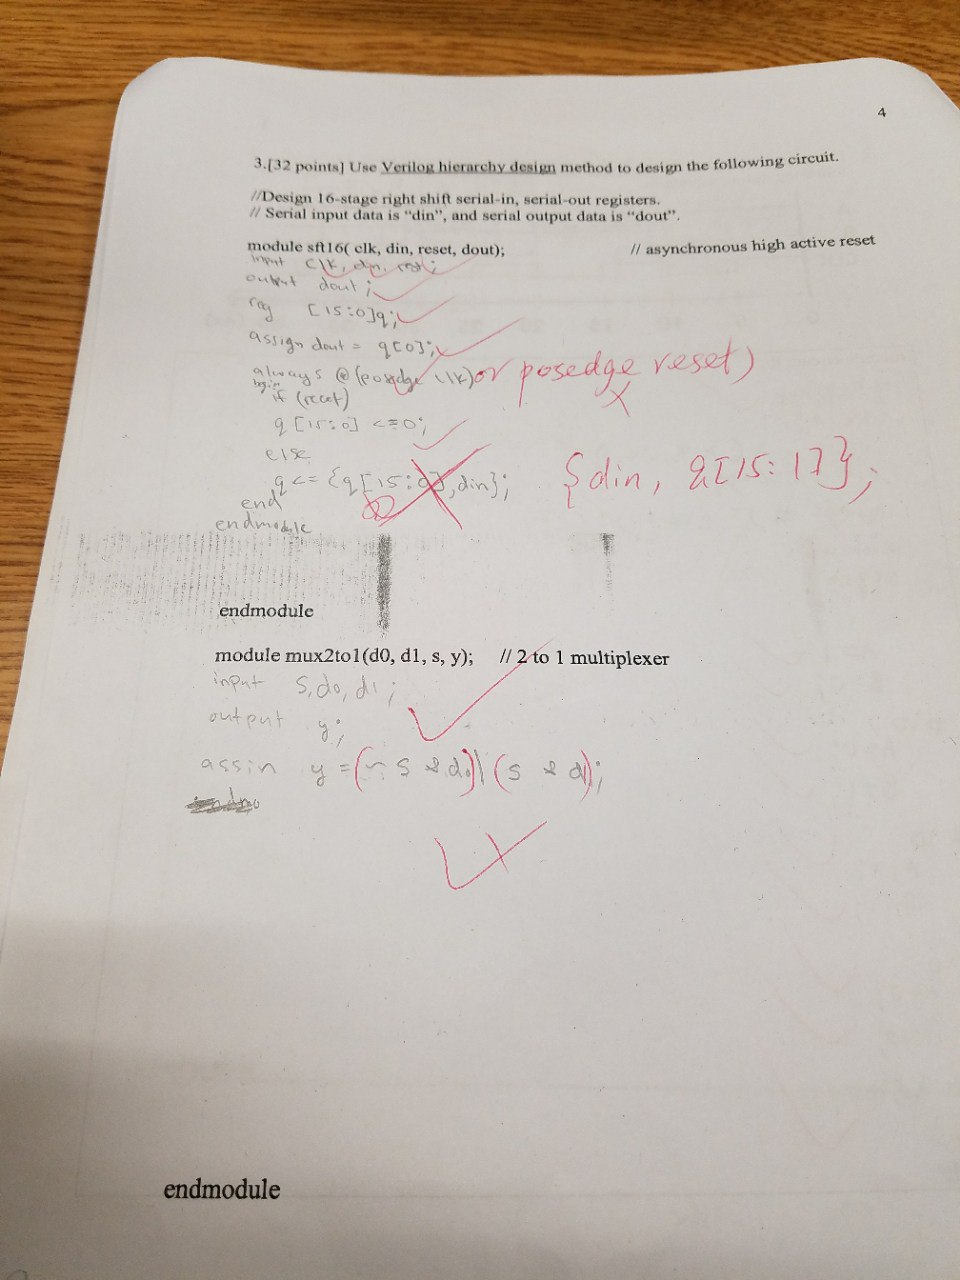 4
3.[32 points] Use Verilog hierarchy design method to design the following circuit.
//Design 16-stage right shift serial-in, serial-out registers.
// Serial input data is "din", and serial output data is "dout".
module sft16( clk, din, reset, dout); // asynchronous high active reset
input clk, din, reset;
output dout;
reg [15:0]q;
assign dout = q[0];
always @(posedge clk) or posedge reset)
begin
if (reset)
q[15:0] <=0;
else
q<= {q[15:0],din}; {din, q[15:1]};
end
endmodule
endmodule
module mux2to1(d0, d1, s, y); // 2 to 1 multiplexer
input s,d0,d1;
output y;
assin y =(~s & d0)|(s & d1);
endmodule